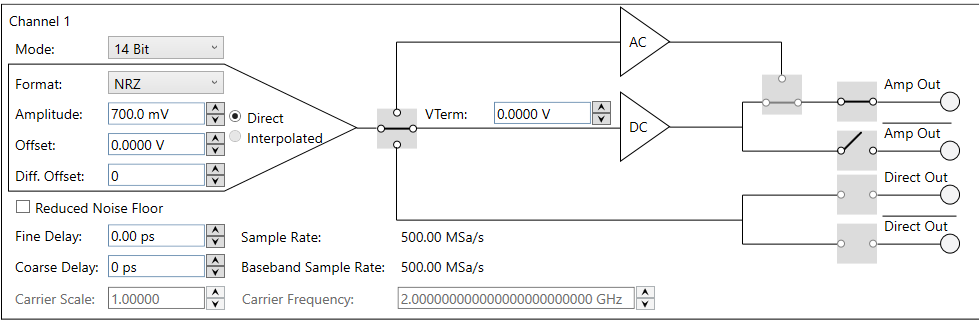 Channel 1
Mode: 14 Bit
Format: NRZ
Amplitude: 700.0 mV
Direct
Interpolated
Offset: 0.0000 V
Diff. Offset: 0
VTerm: 0.0000 V
AC
DC
Amp Out
Amp Out
Direct Out
Direct Out
Reduced Noise Floor
Fine Delay: 0.00 ps Sample Rate: 500.00 MSa/s
Coarse Delay: 0 ps Baseband Sample Rate: 500.00 MSa/s
Carrier Scale: 1.00000 Carrier Frequency: 2.000000000000000000000000 GHz